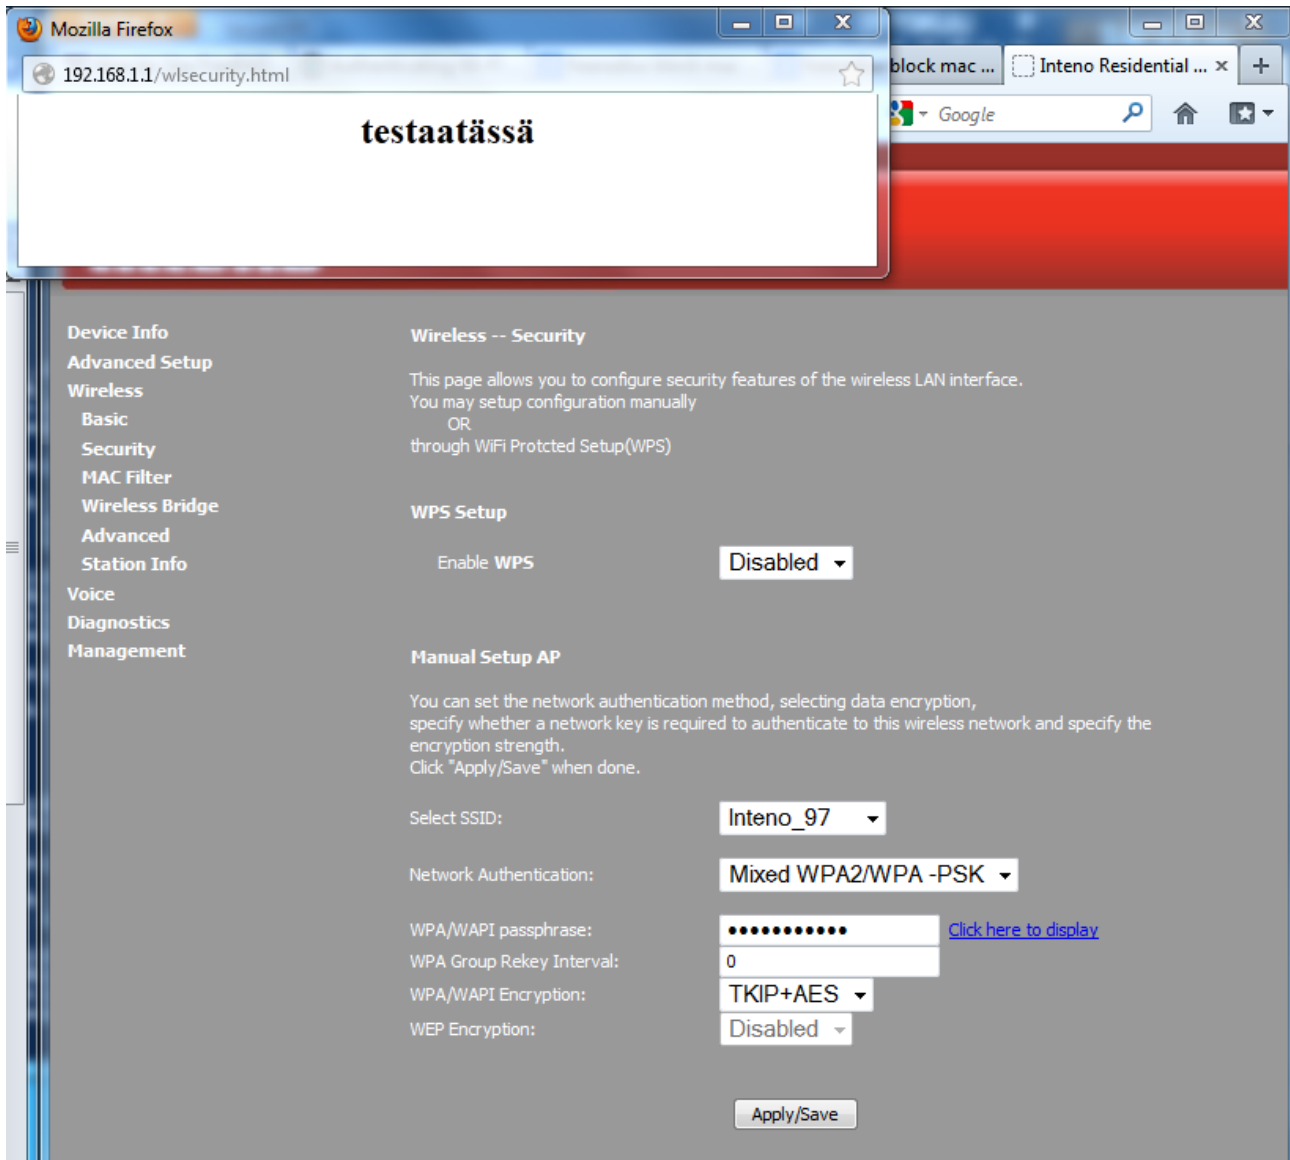 Mozilla Firefox
192.168.1.1/wlsecurity.html
testaatässä
block mac ...
Inteno Residential ...
Google
Device Info
Advanced Setup
Wireless
Basic
Security
MAC Filter
Wireless Bridge
Advanced
Station Info
Voice
Diagnostics
Management
Wireless -- Security
This page allows you to configure security features of the wireless LAN interface.
You may setup configuration manually
OR
through WiFi Protcted Setup(WPS)
WPS Setup
Enable WPS Disabled
Manual Setup AP
You can set the network authentication method, selecting data encryption,
specify whether a network key is required to authenticate to this wireless network and specify the
encryption strength.
Click "Apply/Save" when done.
Select SSID: Inteno_97
Network Authentication: Mixed WPA2/WPA -PSK
WPA/WAPI passphrase: ●●●●●●●●●●● Click here to display
WPA Group Rekey Interval: 0
WPA/WAPI Encryption: TKIP+AES
WEP Encryption: Disabled
Apply/Save